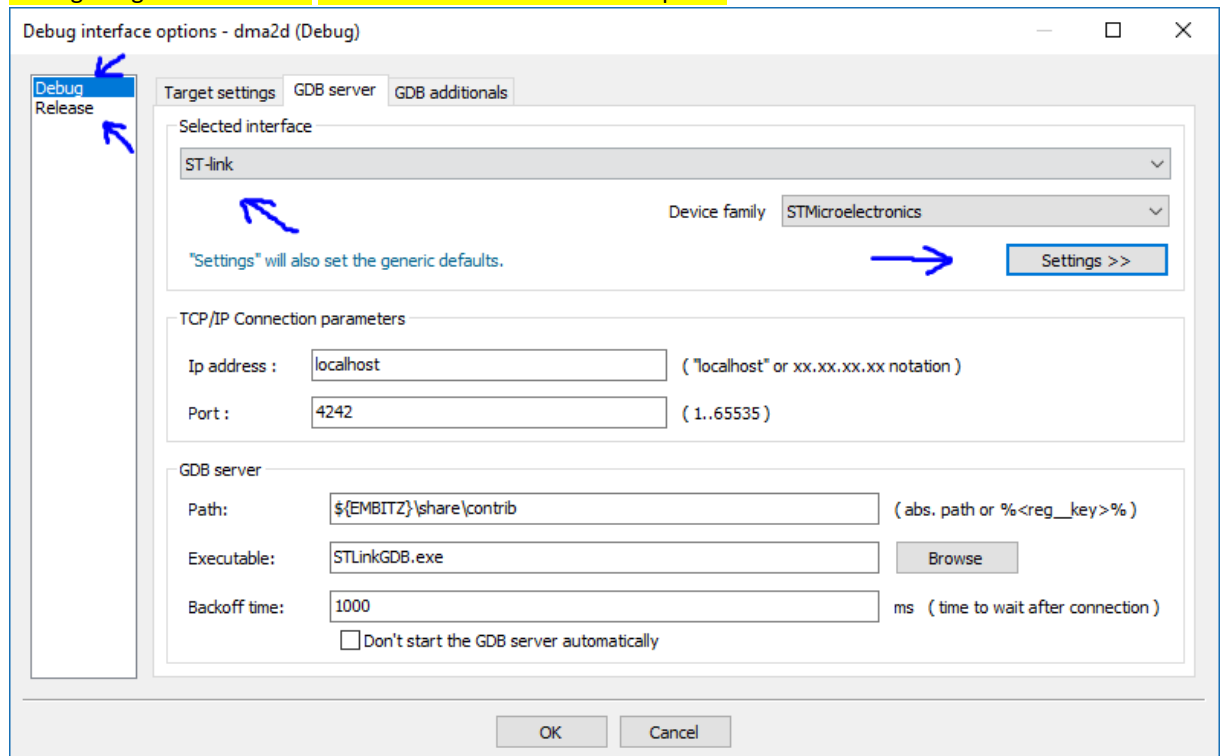 Debug interface options - dma2d (Debug)
Debug
Release
Target settings GDB server GDB additionals
Selected interface
ST-link
Device family STMicroelectronics
"Settings" will also set the generic defaults. Settings >>
TCP/IP Connection parameters
Ip address : localhost ( "localhost" or xx.xx.xx.xx notation )
Port : 4242 ( 1..65535 )
GDB server
Path: ${EMBITZ}\share\contrib ( abs. path or %<reg__key>% )
Executable: STLinkGDB.exe Browse
Backoff time: 1000 ms ( time to wait after connection )
Don't start the GDB server automatically
OK Cancel